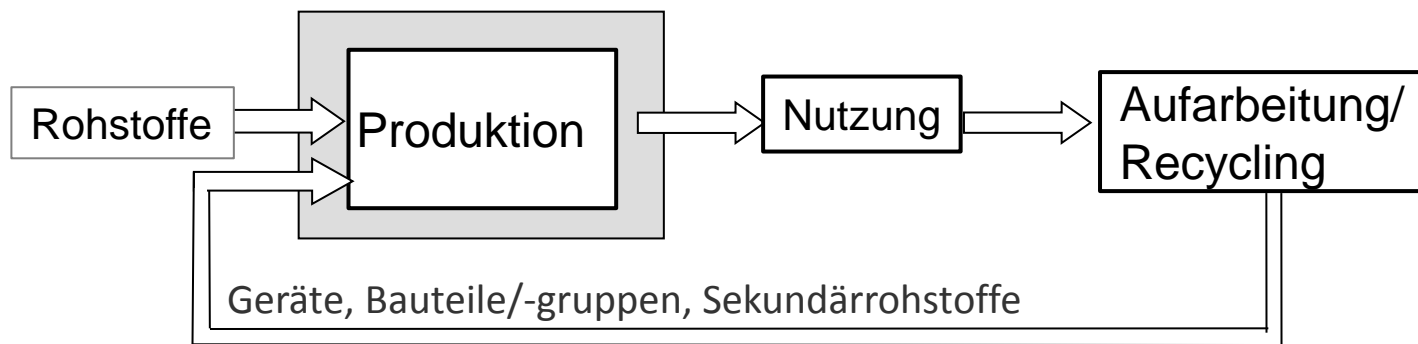 Rohstoffe
Produktion
Nutzung
Aufarbeitung/
Recycling
Geräte, Bauteile/-gruppen, Sekundärrohstoffe